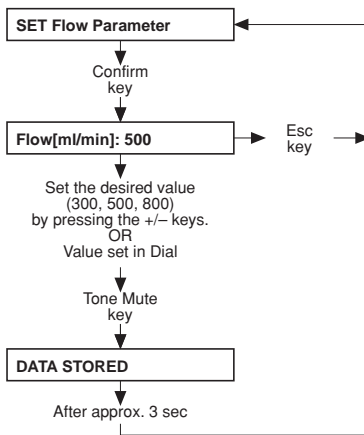 SET Flow Parameter
Confirm
key
Flow[ml/min]: 500
Esc
key
Set the desired value
(300, 500, 800)
by pressing the +/– keys.
OR
Value set in Dial
Tone Mute
key
DATA STORED
After approx. 3 sec